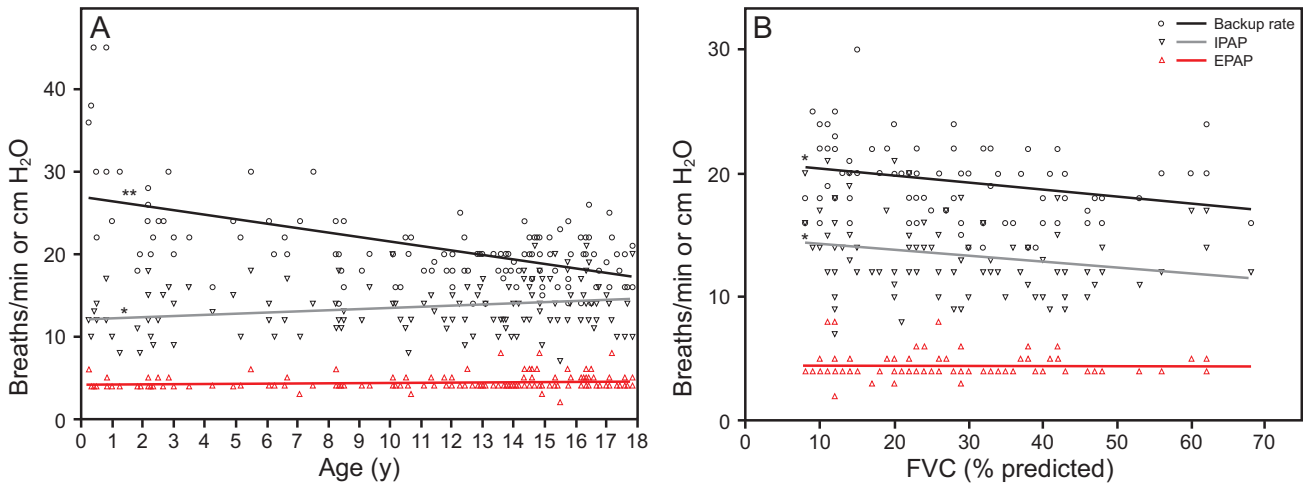 A
Breaths/min or cm H₂O
40
30
20
10
0
**
*
0 1 2 3 4 5 6 7 8 9 10 11 12 13 14 15 16 17 18
Age (y)
B
Backup rate
IPAP
EPAP
Breaths/min or cm H₂O
30
20
10
0
*
*
10 20 30 40 50 60 70
FVC (% predicted)